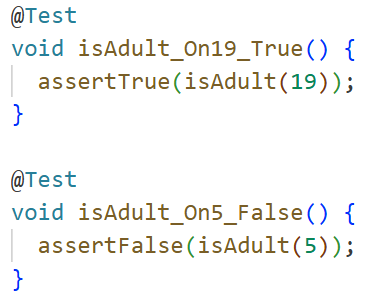 @Test
void isAdult_On19_True() {
  assertTrue(isAdult(19));
}

@Test
void isAdult_On5_False() {
  assertFalse(isAdult(5));
}